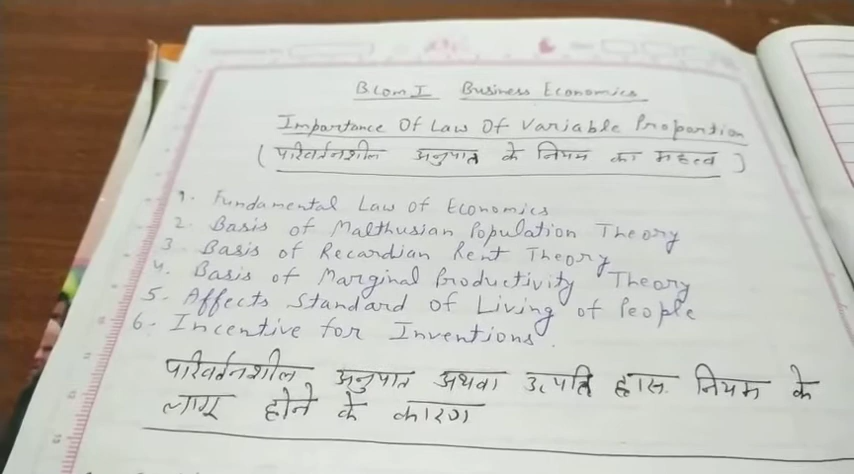 BCom I Business Economics
Importance Of Law Of Variable Proportion
(परिवर्तनशील अनुपात के नियम का महत्व)
1. Fundamental Law of Economics
2. Basis of Malthusian Population Theory
3. Basis of Recardian Rent Theory
4. Basis of Marginal Productivity Theory
5. Affects Standard of Living of People
6. Incentive for Inventions.
परिवर्तनशील अनुपात अथवा उत्पत्ति ह्रास नियम के
लागू होने के कारण